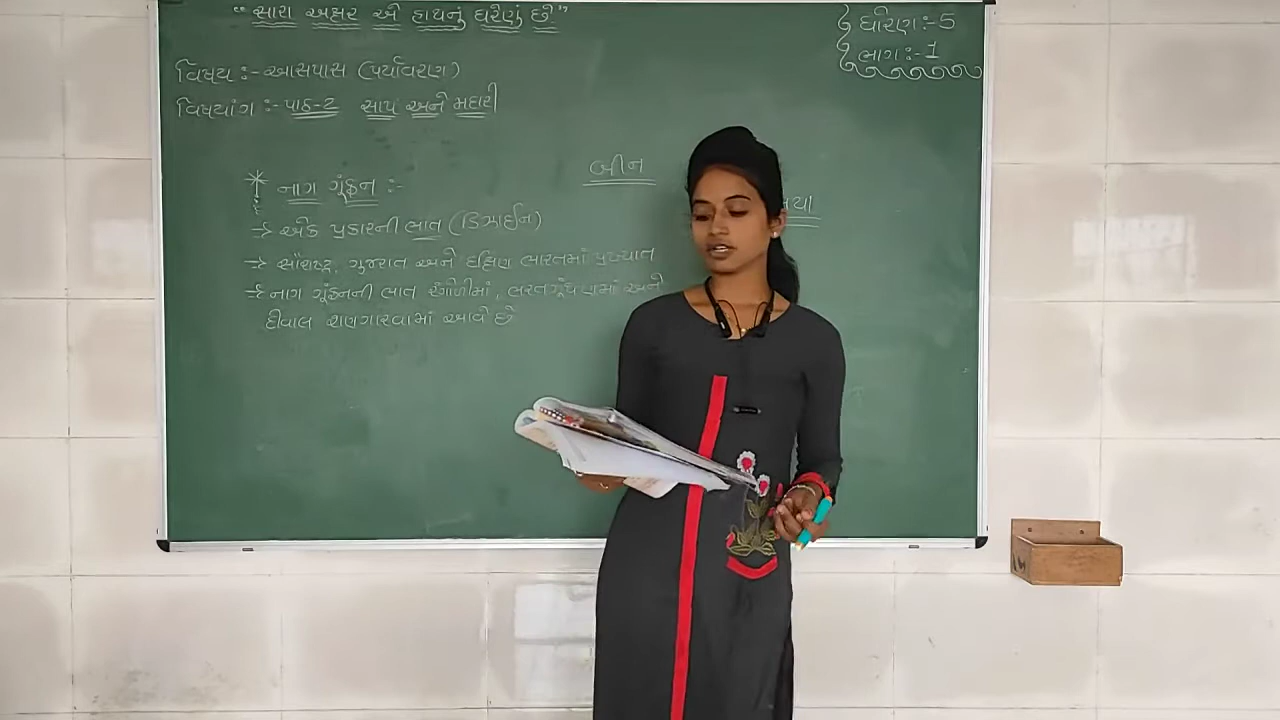 “સારા અક્ષર એ હાથનું ઘરેણું છે”
ધોરણ:-5
ભાગ:-1
વિષય:- આસપાસ (પર્યાવરણ)
વિષયાંગ:- પાઠ-2 સાપ અને મદારી
બીન
* નાગ ગૂંફન:-
→ એક પ્રકારની ભાત (ડિઝાઈન)
→ સૌરાષ્ટ્ર, ગુજરાત અને દક્ષિણ ભારતમાં પ્રખ્યાત
→ નાગ ગૂંફનની ભાત રંગોળીમાં, ભરતગૂંથણમાં અને
દીવાલ શણગારવામાં આવે છે